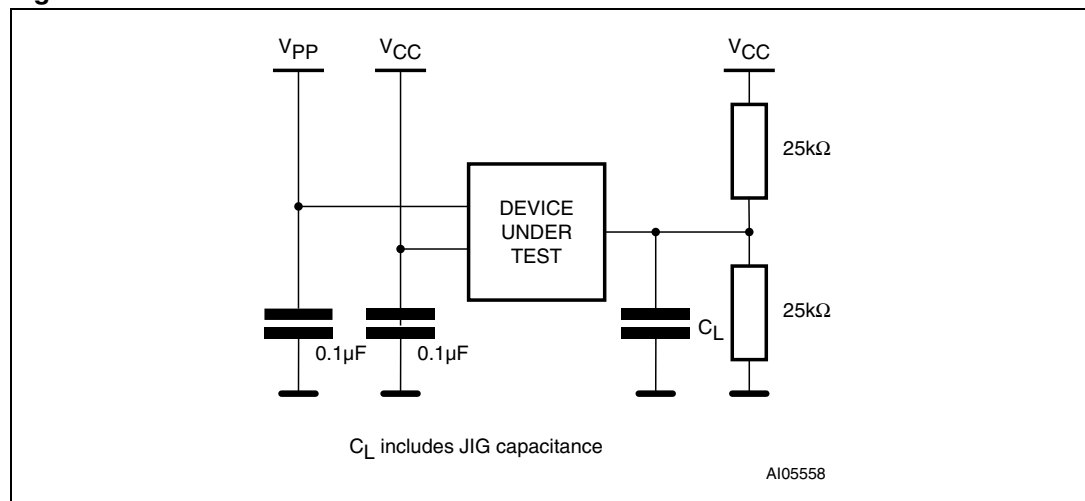 VPP
VCC
VCC
25kΩ
DEVICE
UNDER
TEST
25kΩ
CL
0.1µF
0.1µF
CL includes JIG capacitance
AI05558